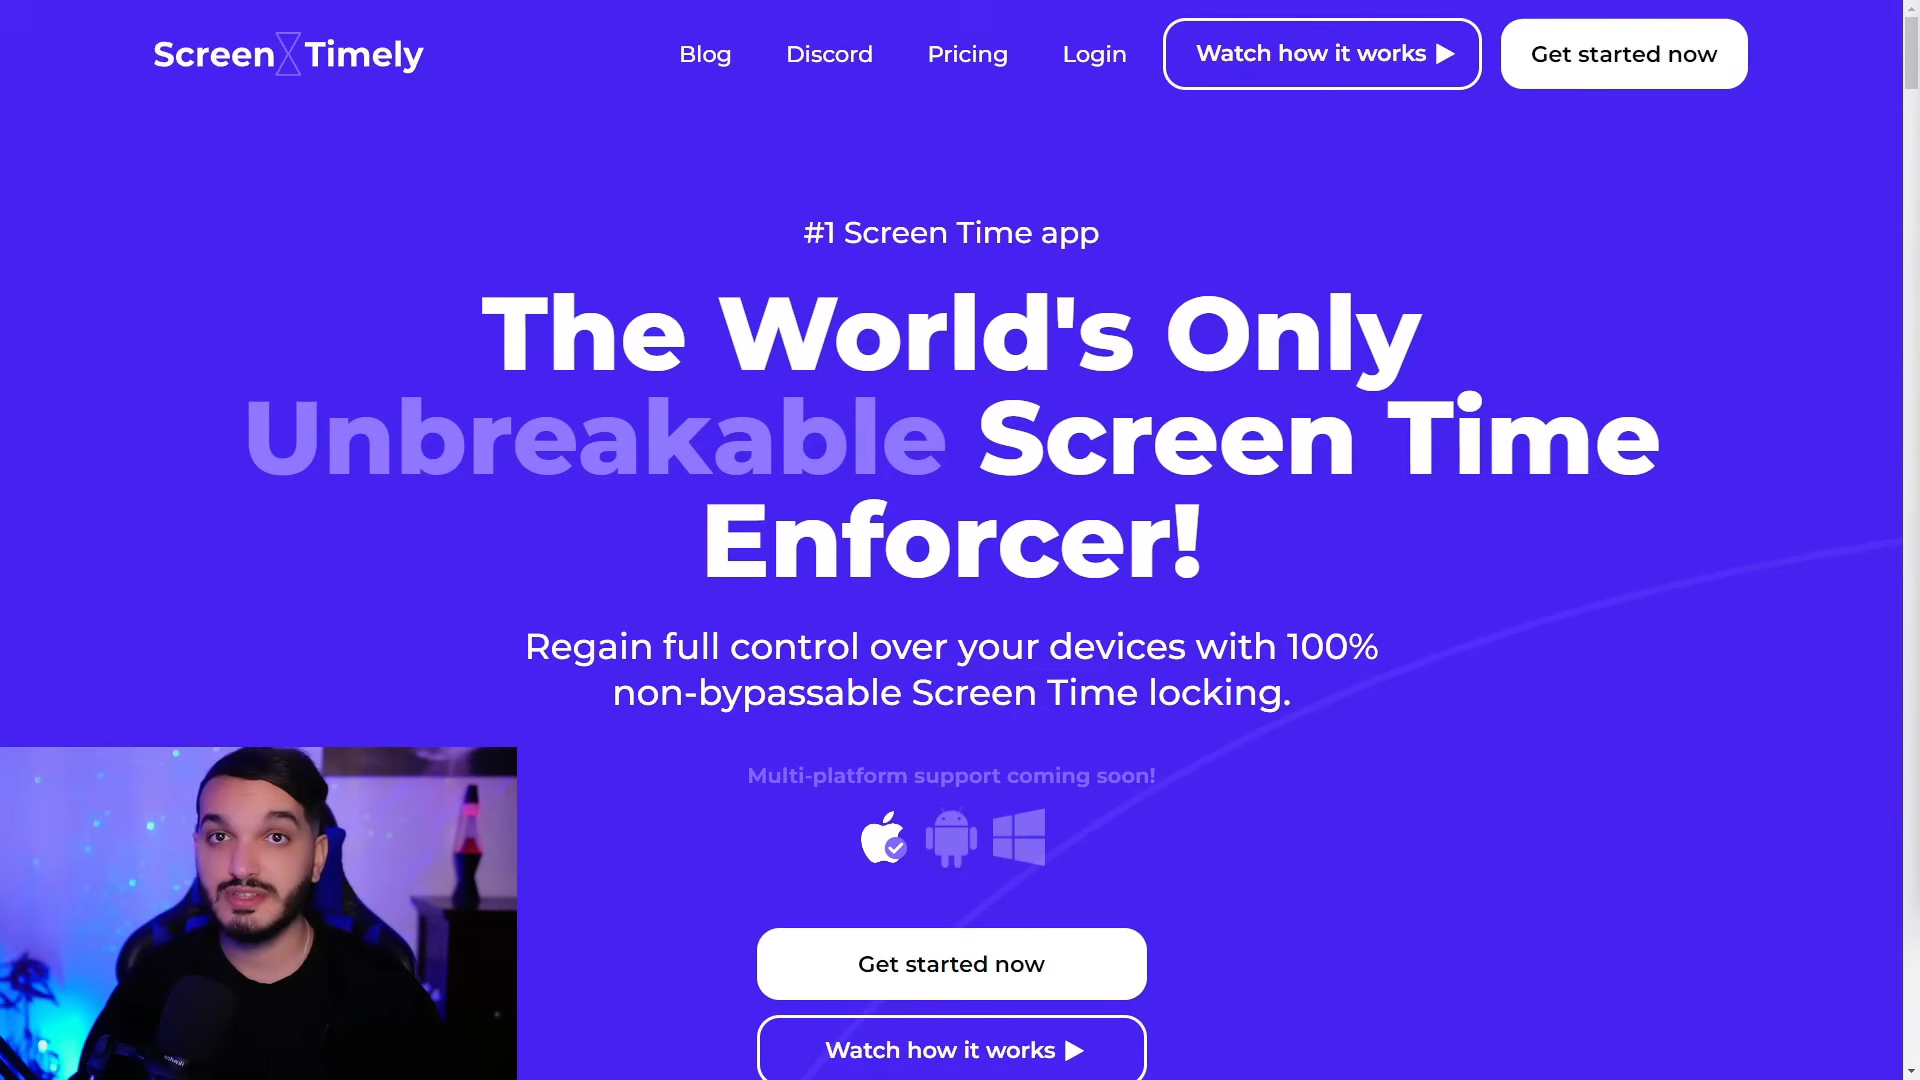 Screen Timely
Blog
Discord
Pricing
Login
Watch how it works
Get started now
#1 Screen Time app
The World's Only
Unbreakable Screen Time
Enforcer!
Regain full control over your devices with 100%
non-bypassable Screen Time locking.
Multi-platform support coming soon!
Get started now
Watch how it works